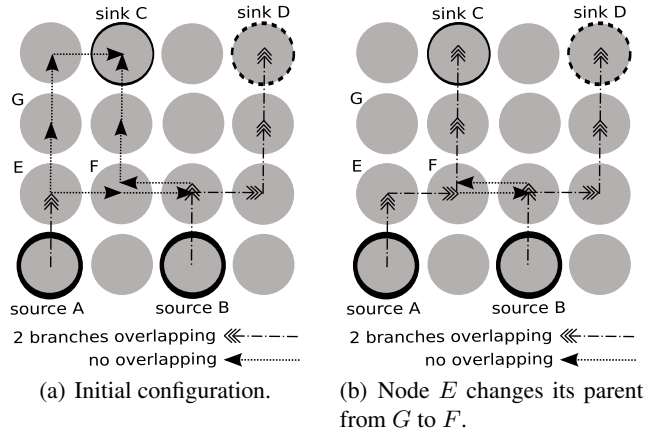 sink C
sink D
G
E
F
source A
source B
2 branches overlapping
no overlapping
(a) Initial configuration.
sink C
sink D
G
E
F
source A
source B
2 branches overlapping
no overlapping
(b) Node E changes its parent
from G to F.